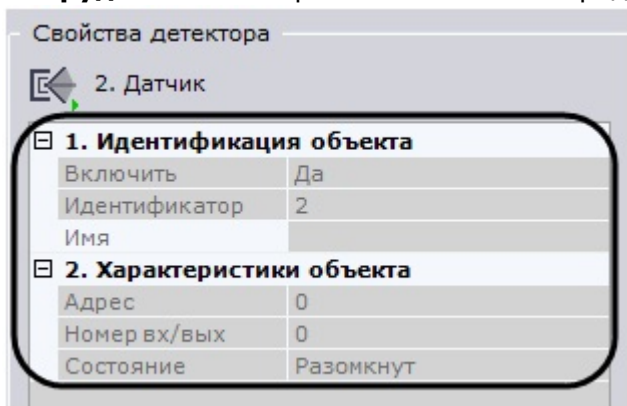 Свойства детектора
2. Датчик
1. Идентификация объекта
Включить Да
Идентификатор 2
Имя
2. Характеристики объекта
Адрес 0
Номер вх/вых 0
Состояние Разомкнут